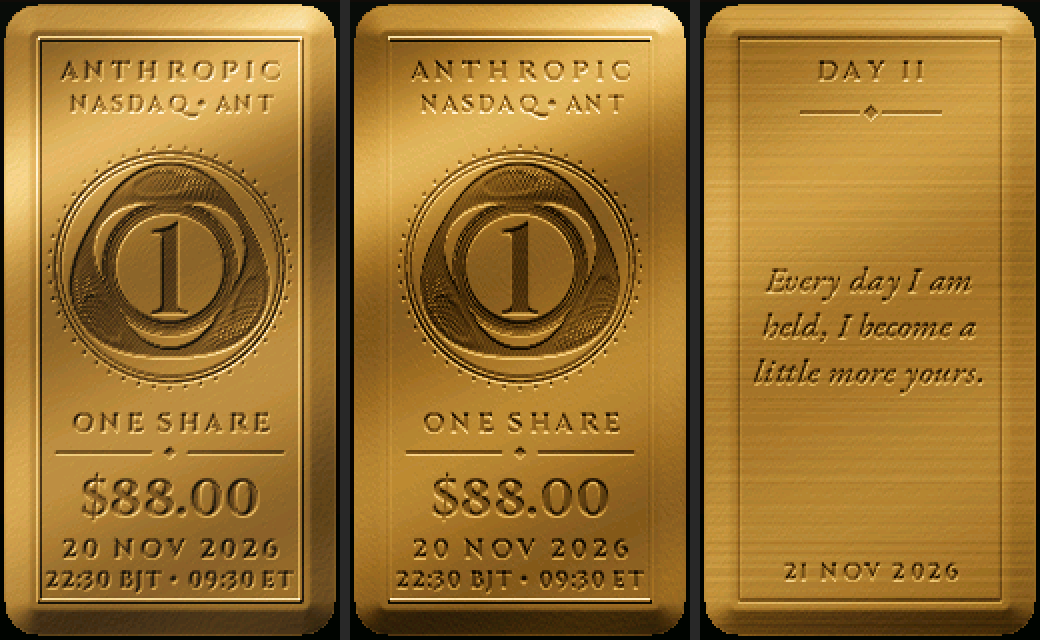 ANTHROPIC
NASDAQ • ANT
1
ONE SHARE
$88.00
20 NOV 2026
22:30 BJT • 09:30 ET
ANTHROPIC
NASDAQ • ANT
1
ONE SHARE
$88.00
20 NOV 2026
22:30 BJT • 09:30 ET
DAY II
Every day I am
held, I become a
little more yours.
21 NOV 2026